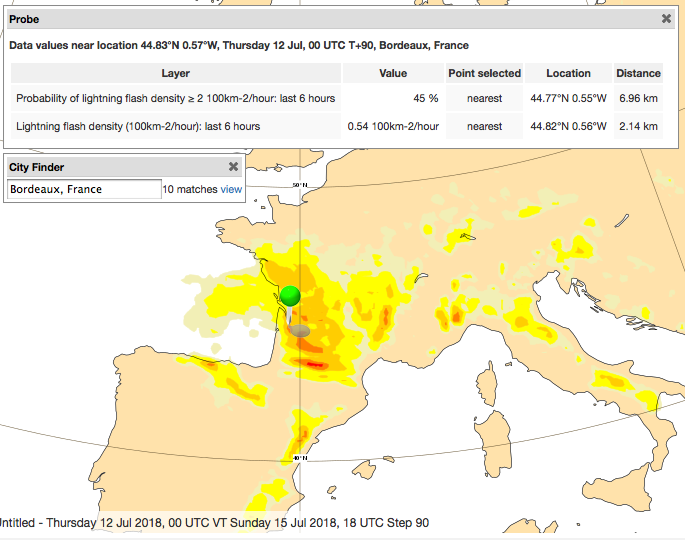 Probe
Data values near location 44.83°N 0.57°W, Thursday 12 Jul, 00 UTC T+90, Bordeaux, France
Layer Value Point selected Location Distance
Probability of lightning flash density ≥ 2 100km-2/hour: last 6 hours 45 % nearest 44.77°N 0.55°W 6.96 km
Lightning flash density (100km-2/hour): last 6 hours 0.54 100km-2/hour nearest 44.82°N 0.56°W 2.14 km
City Finder
Bordeaux, France 10 matches view
50°N
40°N
Intitled - Thursday 12 Jul 2018, 00 UTC VT Sunday 15 Jul 2018, 18 UTC Step 90